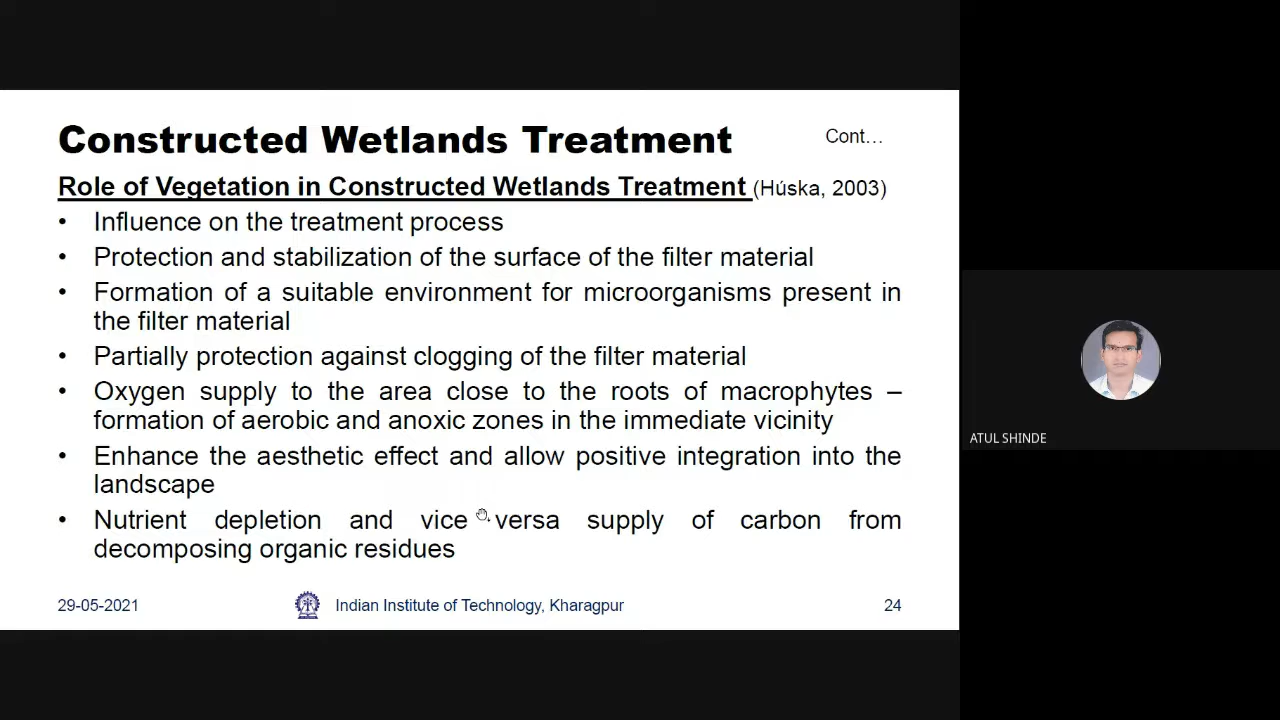 Constructed Wetlands Treatment
Cont...
Role of Vegetation in Constructed Wetlands Treatment (Húska, 2003)
• Influence on the treatment process
• Protection and stabilization of the surface of the filter material
• Formation of a suitable environment for microorganisms present in
the filter material
• Partially protection against clogging of the filter material
• Oxygen supply to the area close to the roots of macrophytes –
formation of aerobic and anoxic zones in the immediate vicinity
• Enhance the aesthetic effect and allow positive integration into the
landscape
• Nutrient depletion and vice versa supply of carbon from
decomposing organic residues
29-05-2021
Indian Institute of Technology, Kharagpur
24
ATUL SHINDE